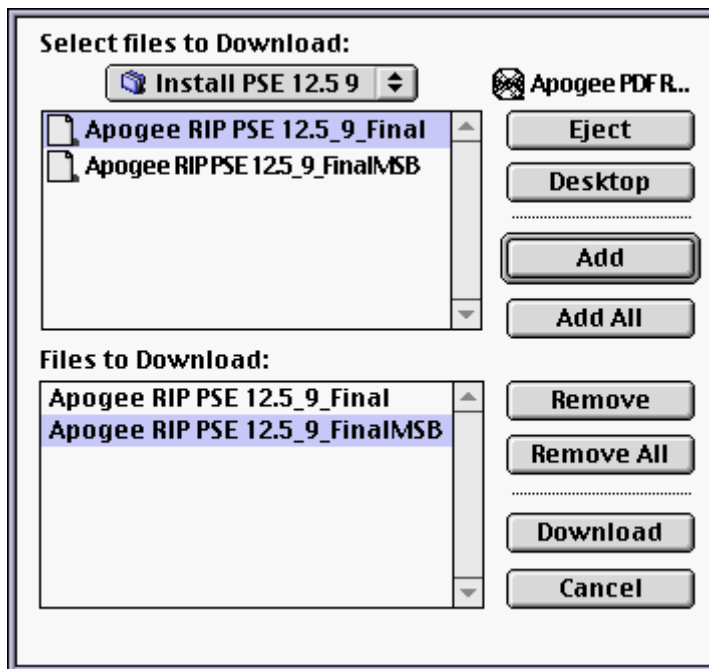 Select files to Download:
Install PSE 12.5 9
Apogee PDF R...
Apogee RIP PSE 12.5_9_Final
Apogee RIP PSE 12.5_9_FinalMSB
Eject
Desktop
Add
Add All
Files to Download:
Apogee RIP PSE 12.5_9_Final
Apogee RIP PSE 12.5_9_FinalMSB
Remove
Remove All
Download
Cancel